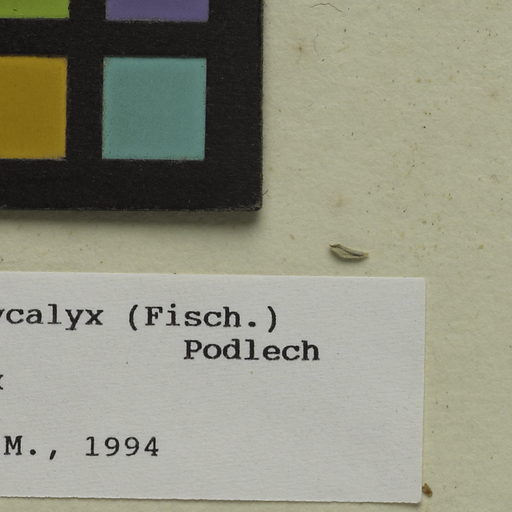 ycalyx (Fisch.)
Podlech
x
M., 1994